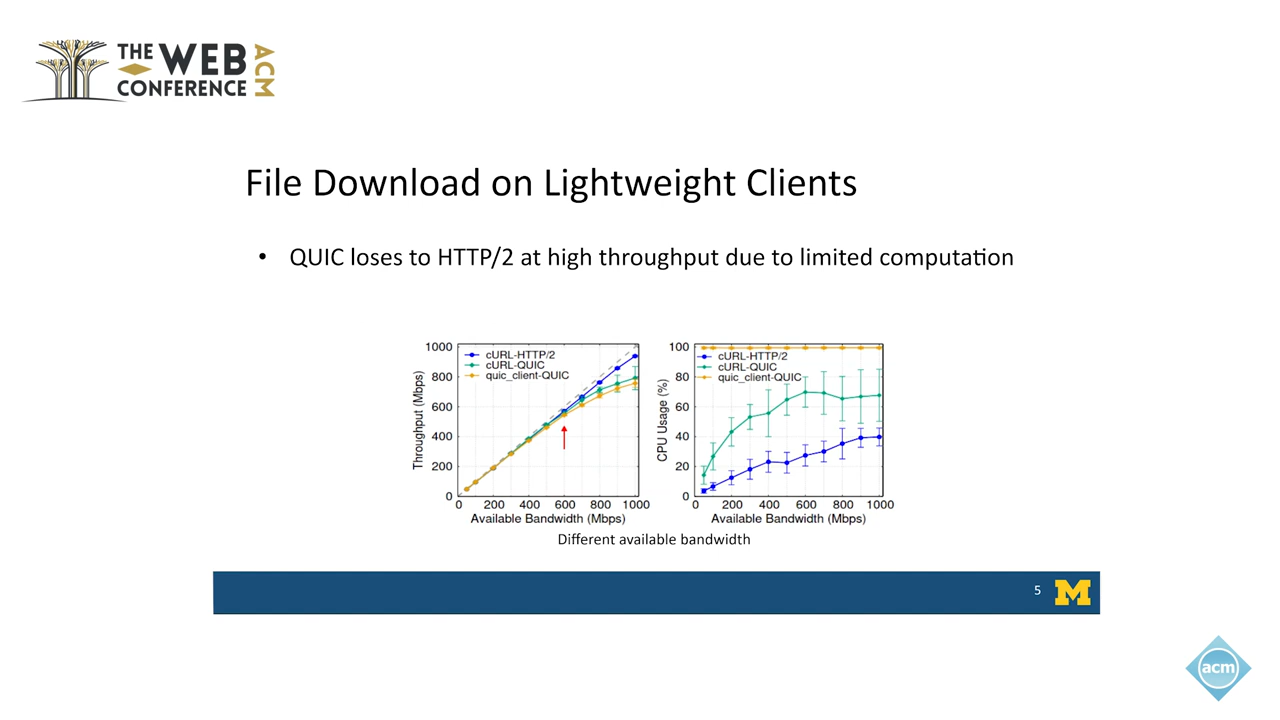 THE WEB CONFERENCE ACM
File Download on Lightweight Clients
• QUIC loses to HTTP/2 at high throughput due to limited computation
1000
800
600
400
200
0
Throughput (Mbps)
cURL-HTTP/2
cURL-QUIC
quic_client-QUIC
0 200 400 600 800 1000
Available Bandwidth (Mbps)
100
80
60
40
20
0
CPU Usage (%)
cURL-HTTP/2
cURL-QUIC
quic_client-QUIC
0 200 400 600 800 1000
Available Bandwidth (Mbps)
Different available bandwidth
5
M
acm